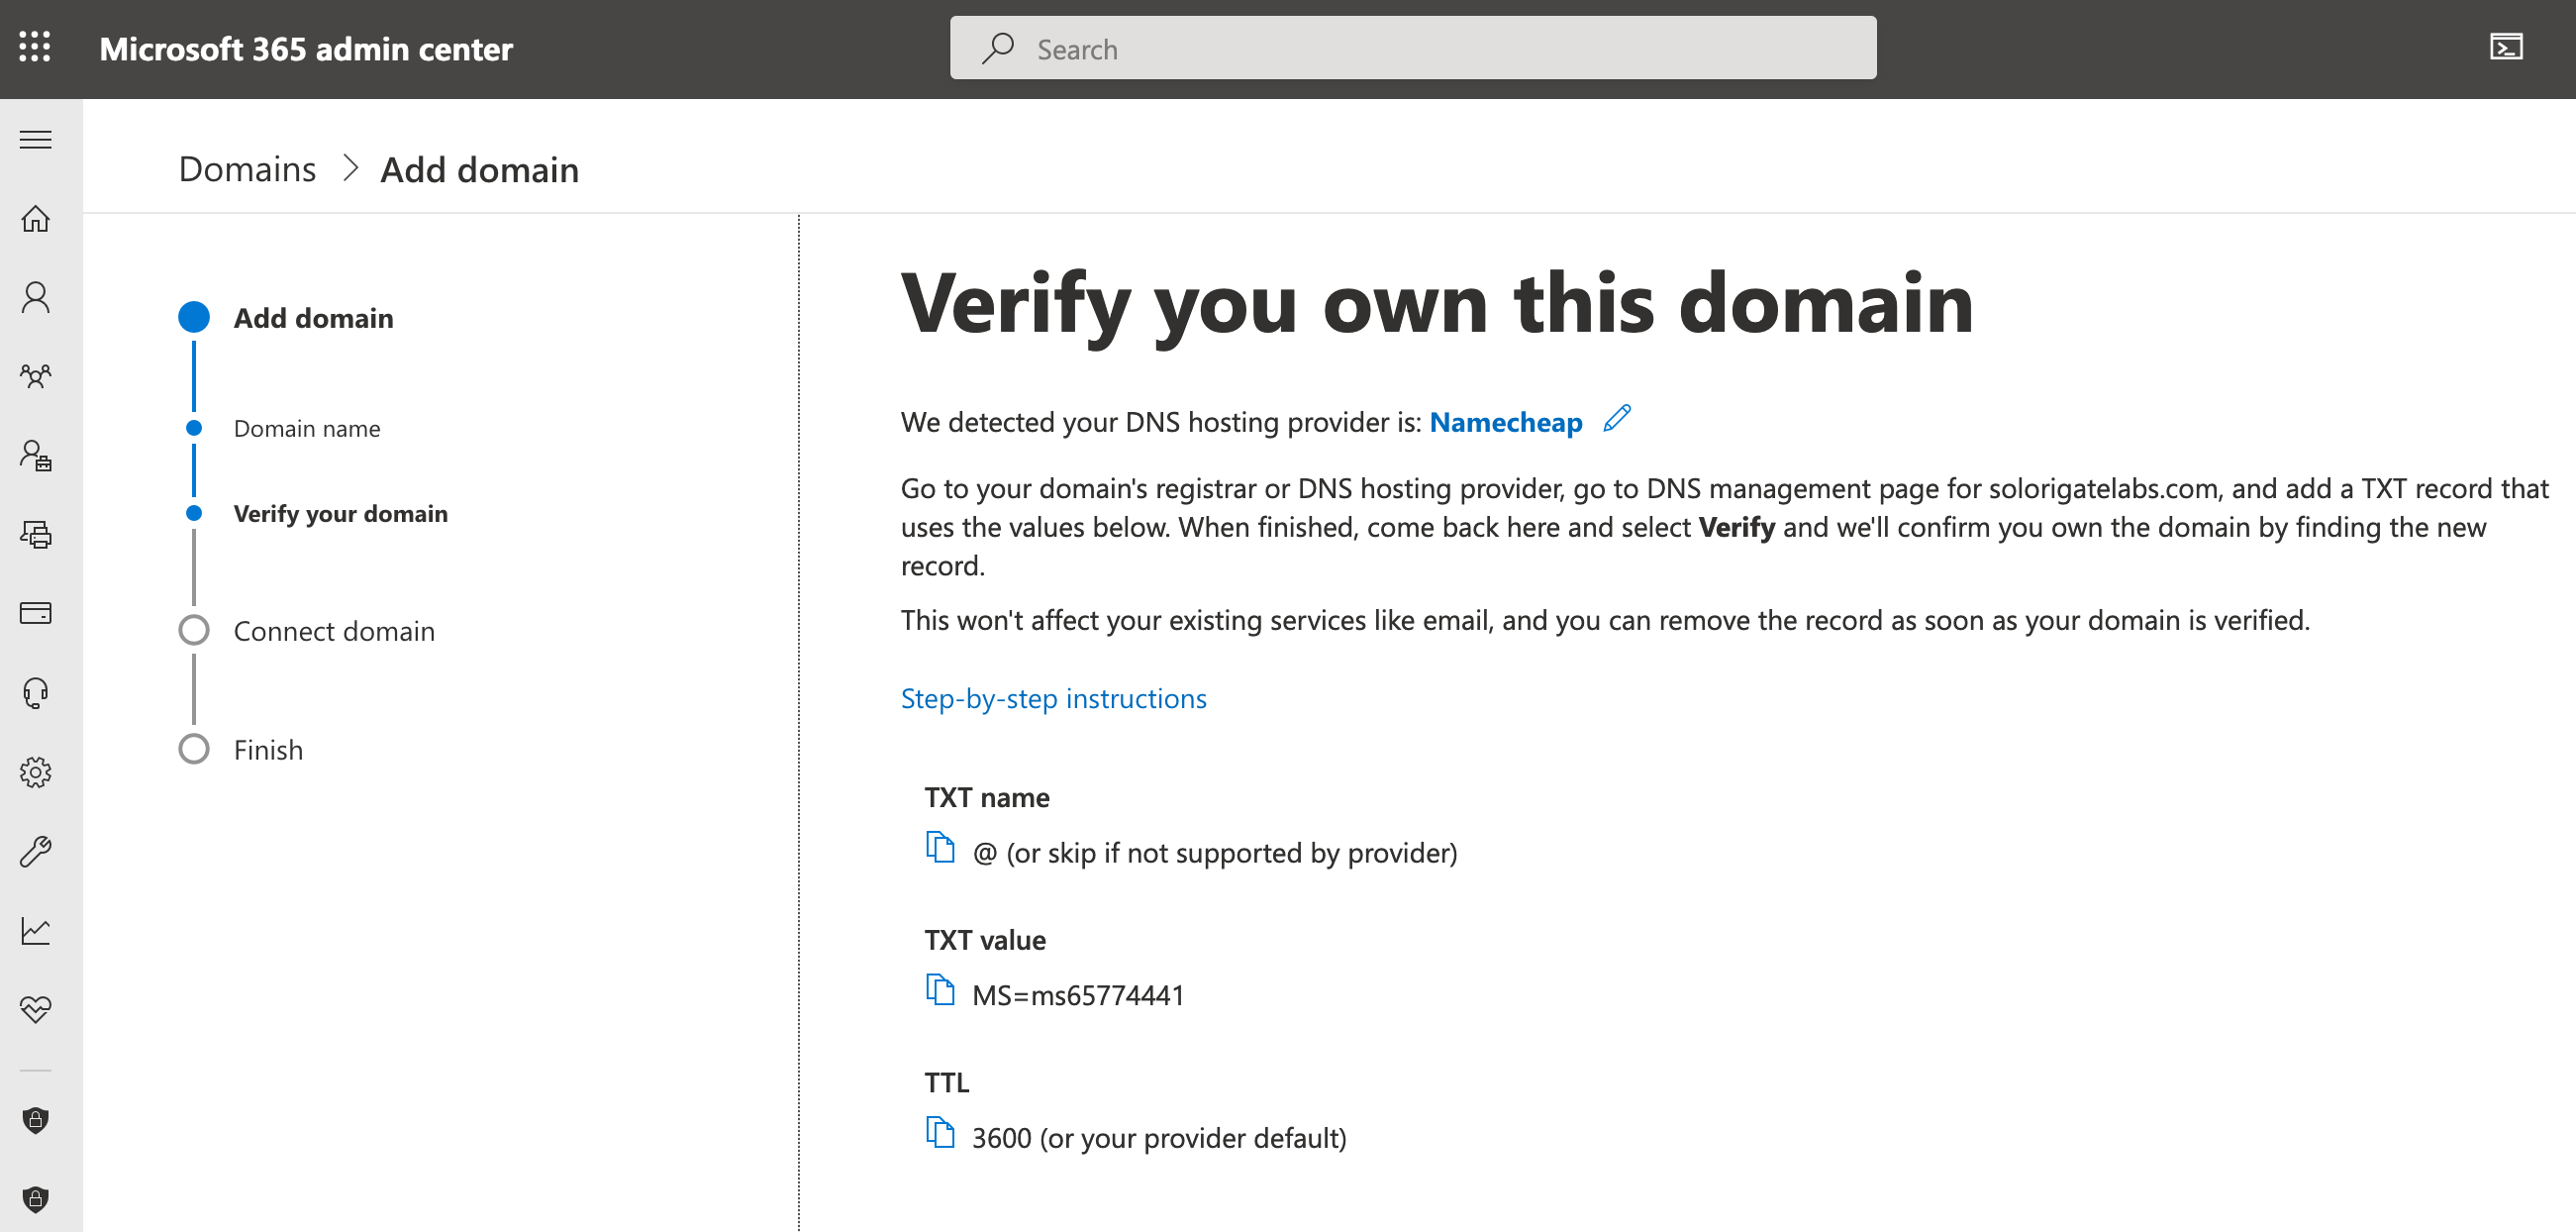 Microsoft 365 admin center
Search
Domains > Add domain
Add domain
Domain name
Verify your domain
Connect domain
Finish
Verify you own this domain
We detected your DNS hosting provider is: Namecheap
Go to your domain's registrar or DNS hosting provider, go to DNS management page for solorigatelabs.com, and add a TXT record that
uses the values below. When finished, come back here and select Verify and we'll confirm you own the domain by finding the new
record.
This won't affect your existing services like email, and you can remove the record as soon as your domain is verified.
Step-by-step instructions
TXT name
@ (or skip if not supported by provider)
TXT value
MS=ms65774441
TTL
3600 (or your provider default)